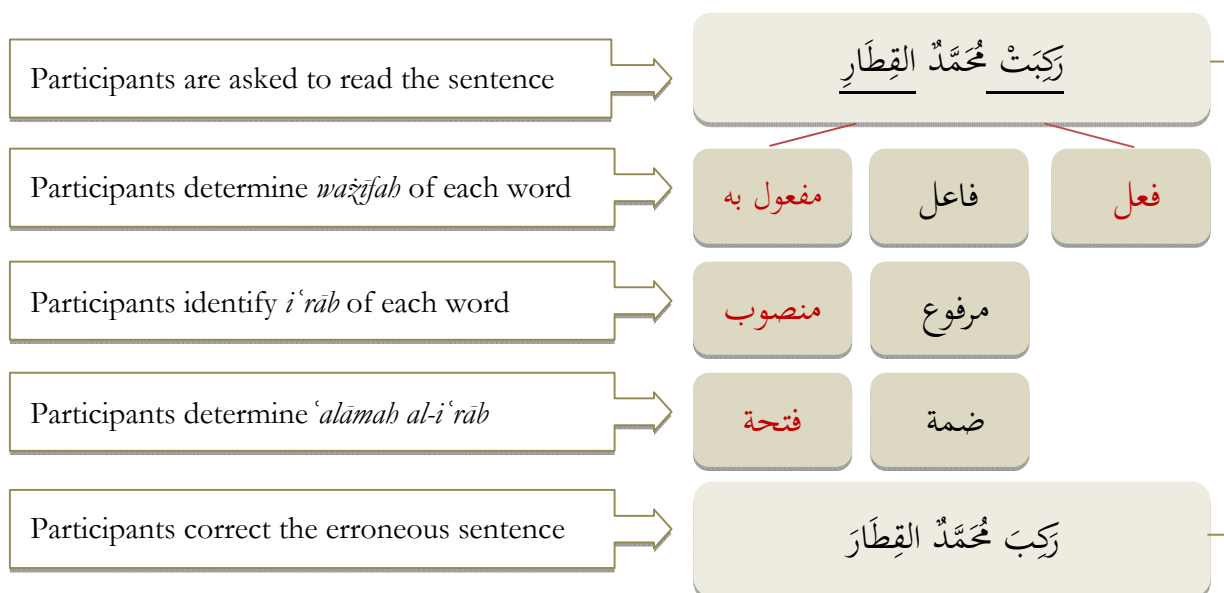 Participants are asked to read the sentence
رَكِبَتْ مُحَمَّدٌ القِطَارِ
Participants determine ważīfah of each word
فعل
فاعل
مفعول به
Participants identify iʿrāb of each word
مرفوع
منصوب
Participants determine ʿalāmah al-iʿrāb
ضمة
فتحة
Participants correct the erroneous sentence
رَكِبَ مُحَمَّدٌ القِطَارَ